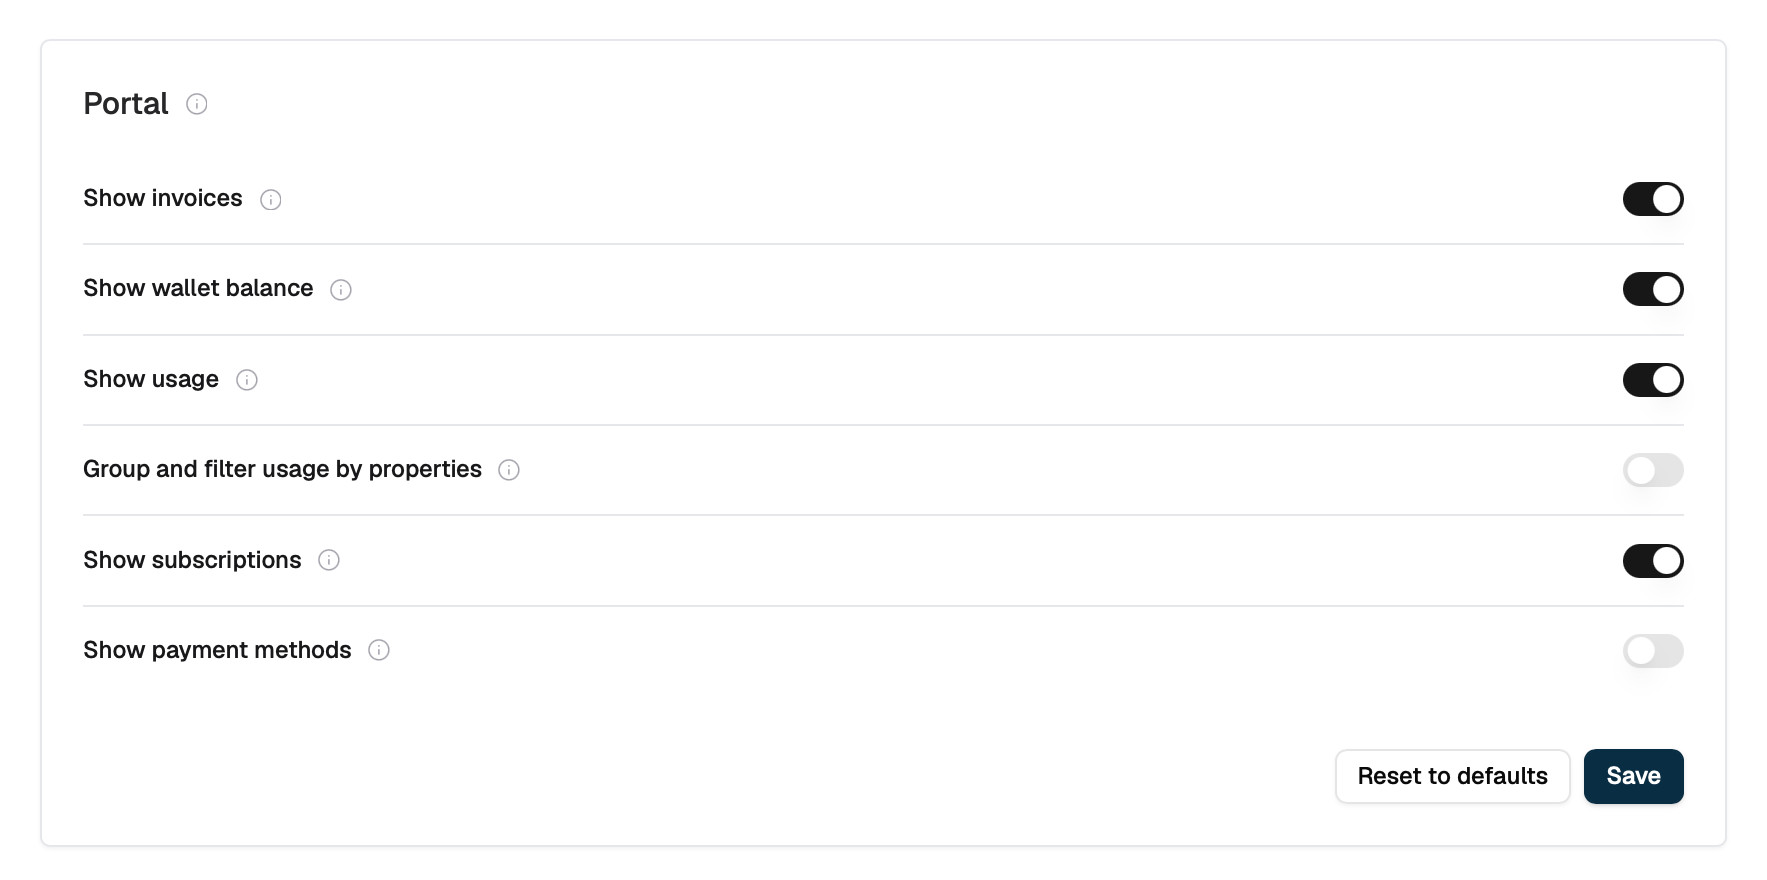 Portal
Show invoices
Show wallet balance
Show usage
Group and filter usage by properties
Show subscriptions
Show payment methods
Reset to defaults
Save